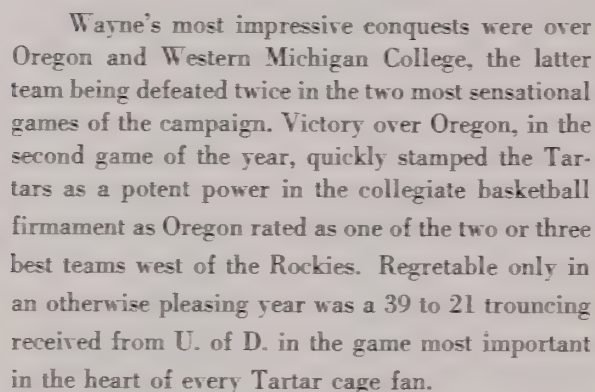 Wayne's most impressive conquests were over
Oregon and Western Michigan College, the latter
team being defeated twice in the two most sensational
games of the campaign. Victory over Oregon, in the
second game of the year, quickly stamped the Tar-
tars as a potent power in the collegiate basketball
firmament as Oregon rated as one of the two or three
best teams west of the Rockies. Regretable only in
an otherwise pleasing year was a 39 to 21 trouncing
received from U. of D. in the game most important
in the heart of every Tartar cage fan.